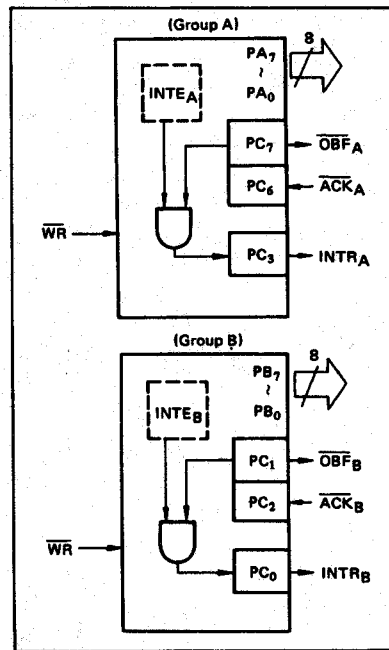 (Group A)
8
PA7
~
PA0
INTEA
PC7
OBFA
PC6
ACKA
WR
PC3
INTRA
(Group B)
8
PB7
~
PB0
INTEB
PC1
OBFB
PC2
ACKB
WR
PC0
INTRB